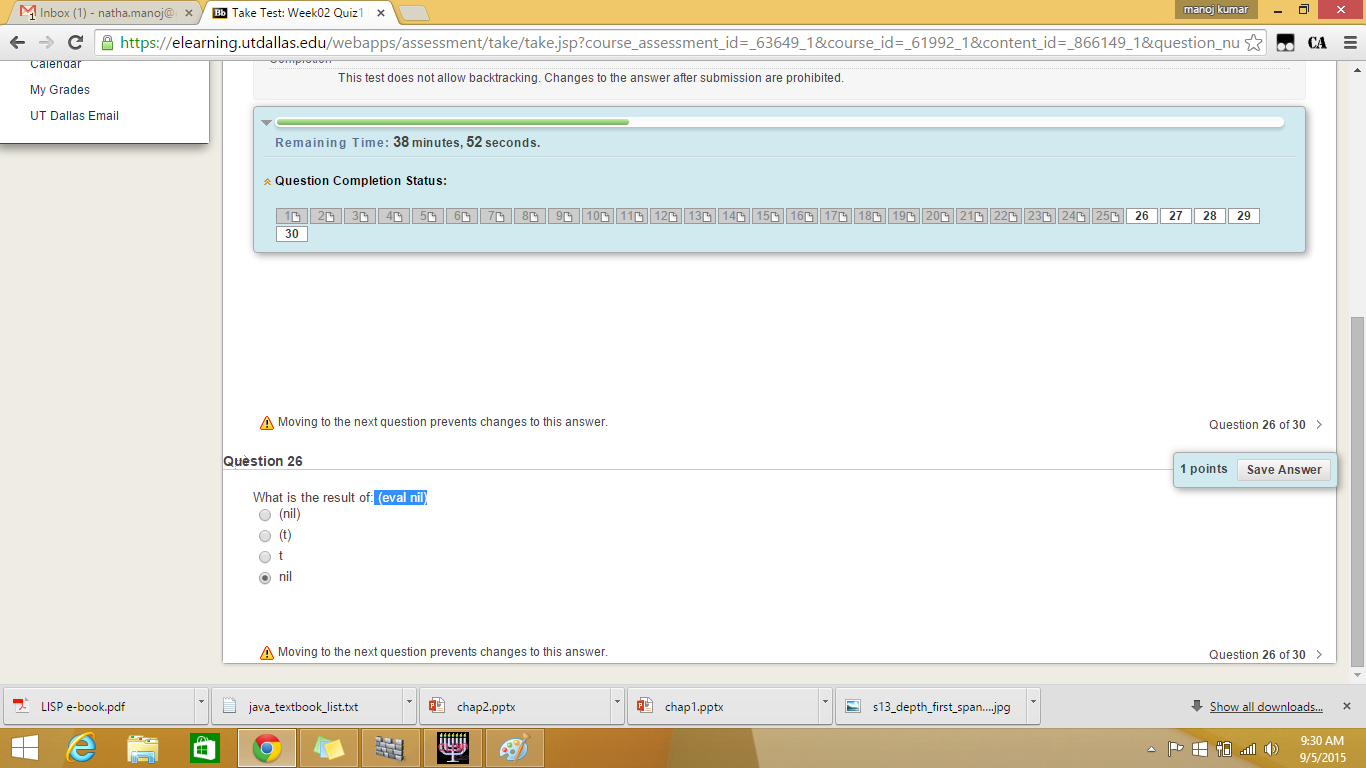 Inbox (1) - natha.manoj@
Take Test: Week02 Quiz1
manoj kumar
https://elearning.utdallas.edu/webapps/assessment/take/take.jsp?course_assessment_id=_63649_1&course_id=_61992_1&content_id=_866149_1&question_nu
CA
Calendar
My Grades
UT Dallas Email
Completion
This test does not allow backtracking. Changes to the answer after submission are prohibited.
Remaining Time: 38 minutes, 52 seconds.
Question Completion Status:
1 2 3 4 5 6 7 8 9 10 11 12 13 14 15 16 17 18 19 20 21 22 23 24 25 26 27 28 29
30
Moving to the next question prevents changes to this answer.
Question 26 of 30
Question 26
1 points Save Answer
What is the result of: (eval nil)
(nil)
(t)
t
nil
Moving to the next question prevents changes to this answer.
Question 26 of 30
LISP e-book.pdf
java_textbook_list.txt
chap2.pptx
chap1.pptx
s13_depth_first_span....jpg
Show all downloads...
9:30 AM
9/5/2015